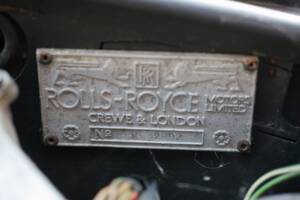 RR
ROLLS-ROYCE MOTORS LIMITED
CREWE & LONDON
Nº